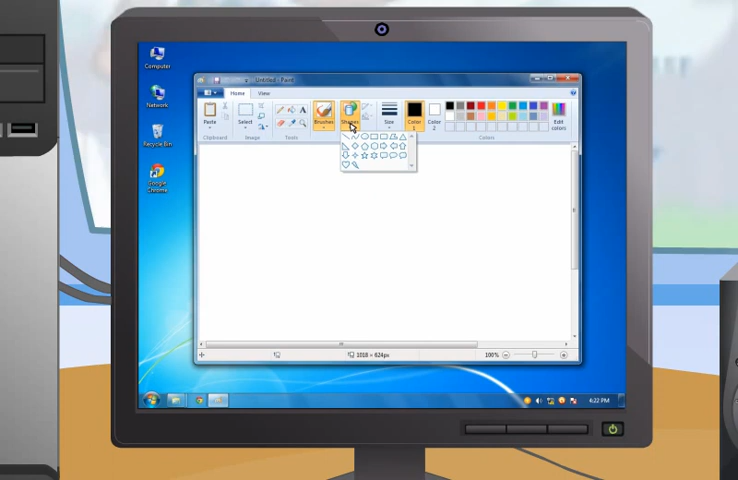 Computer
Network
Recycle Bin
Google
Chrome
Untitled - Paint
Home View
Paste
Select
Brushes
Shapes
Size
Color
1
Color
2
Edit
colors
Clipboard
Image
Tools
Colors
1018 × 624px
100%
6:22 PM